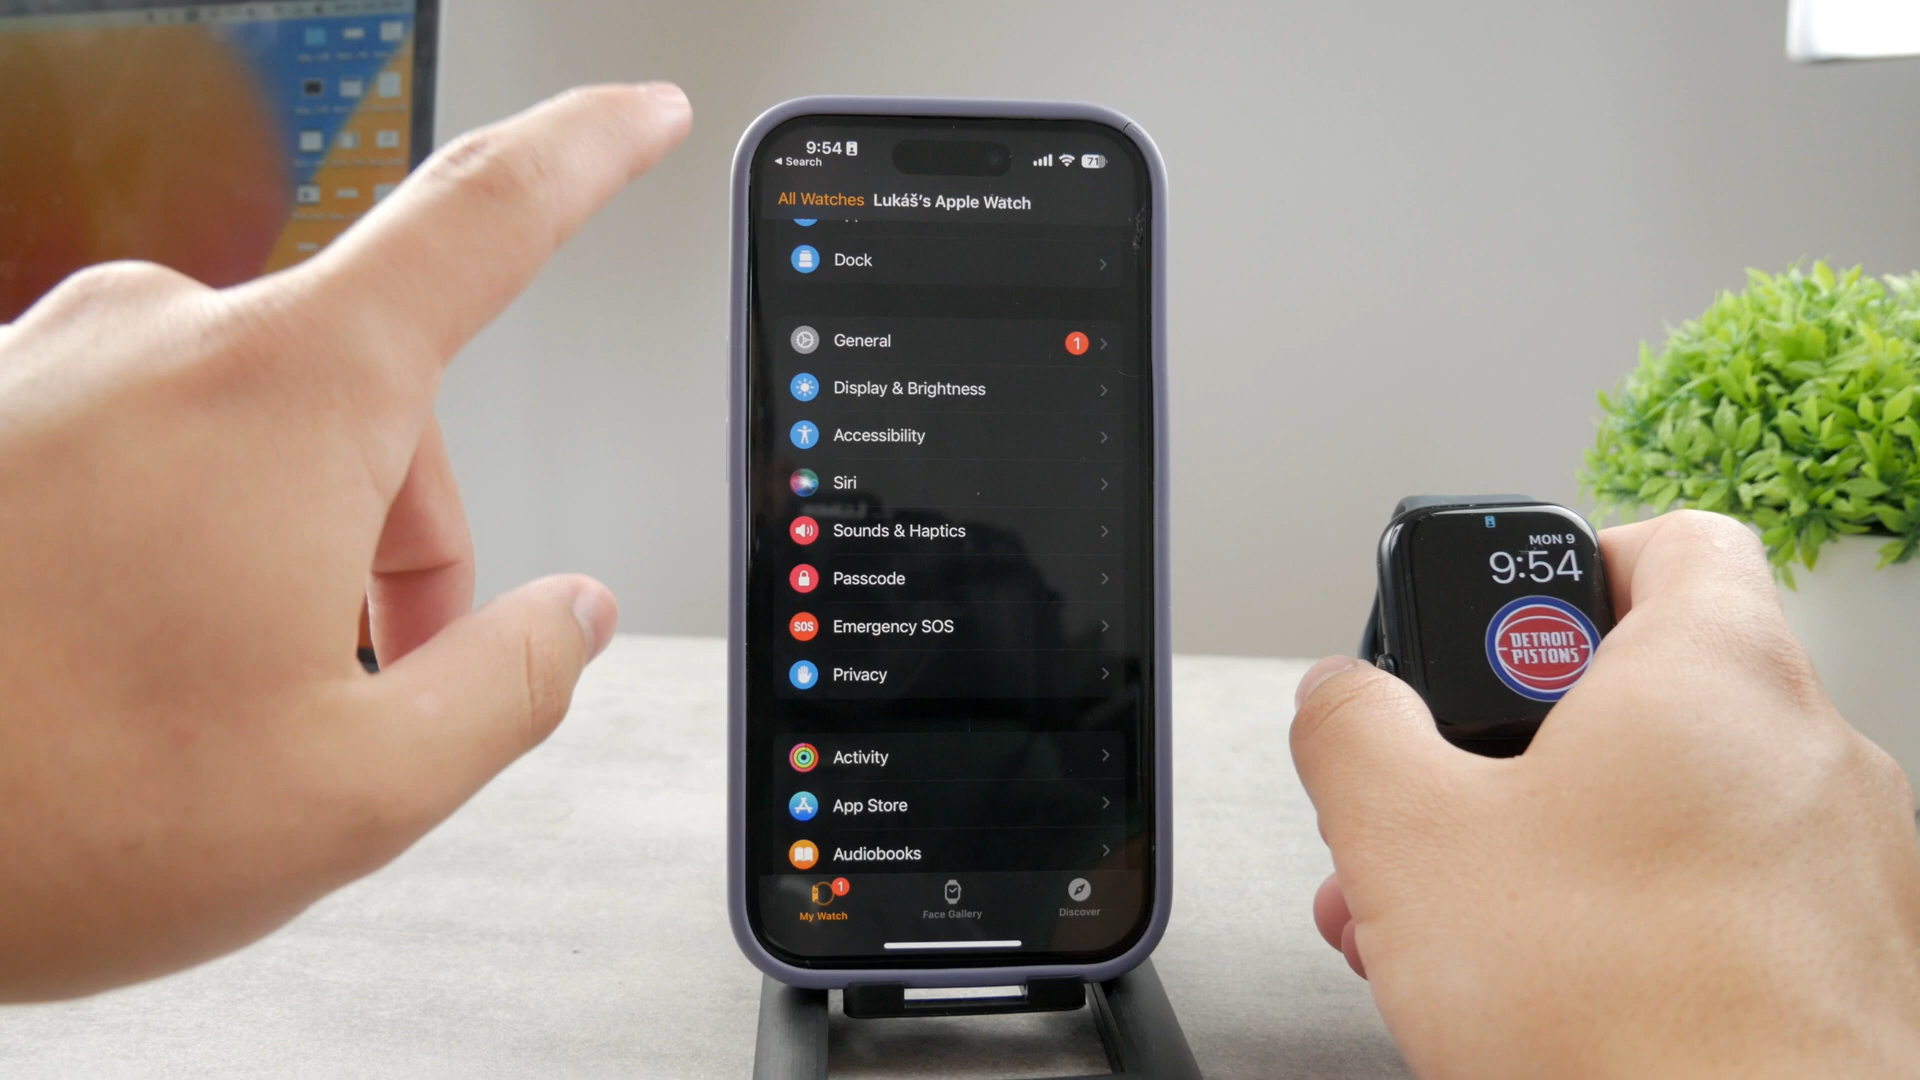 9:54
Search
71
All Watches Lukáš's Apple Watch
Dock
General 1
Display & Brightness
Accessibility
Siri
Sounds & Haptics
Passcode
SOS Emergency SOS
Privacy
Activity
App Store
Audiobooks
1
My Watch
Face Gallery
Discover
MON 9
9:54
DETROIT
PISTONS